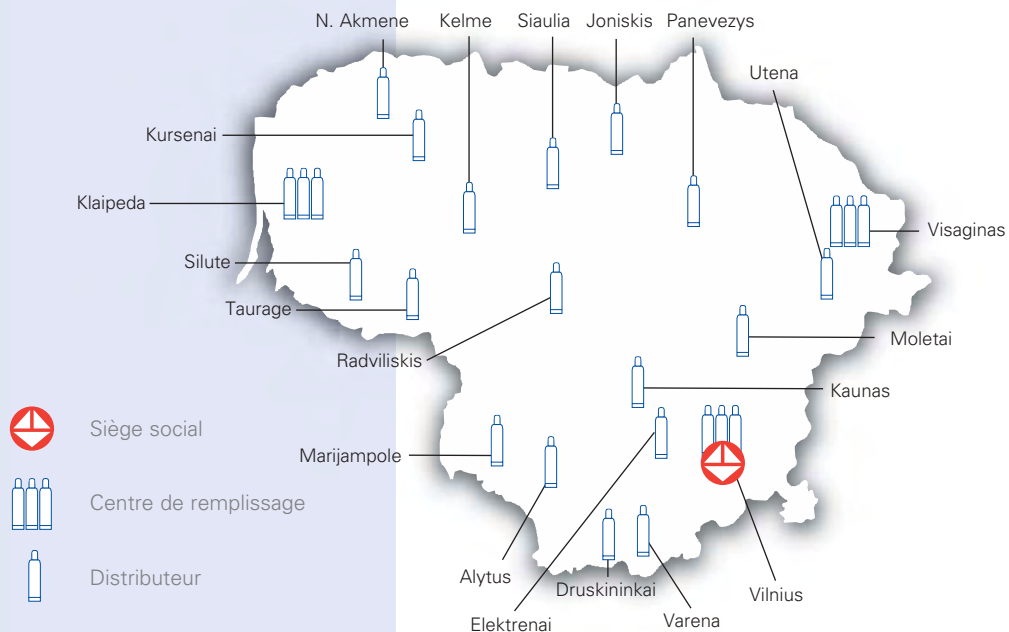 N. Akmene
Kelme
Siaulia
Joniskis
Panevezys
Utena
Kursenai
Klaipeda
Visaginas
Silute
Taurage
Radviliskis
Moletai
Kaunas
Siège social
Marijampole
Centre de remplissage
Distributeur
Alytus
Druskininkai
Vilnius
Elektrenai
Varena